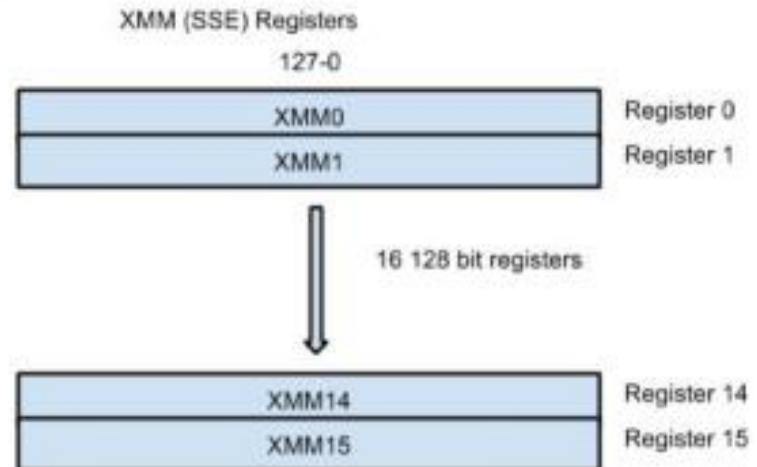 XMM (SSE) Registers
127-0
XMM0 Register 0
XMM1 Register 1
16 128 bit registers
XMM14 Register 14
XMM15 Register 15